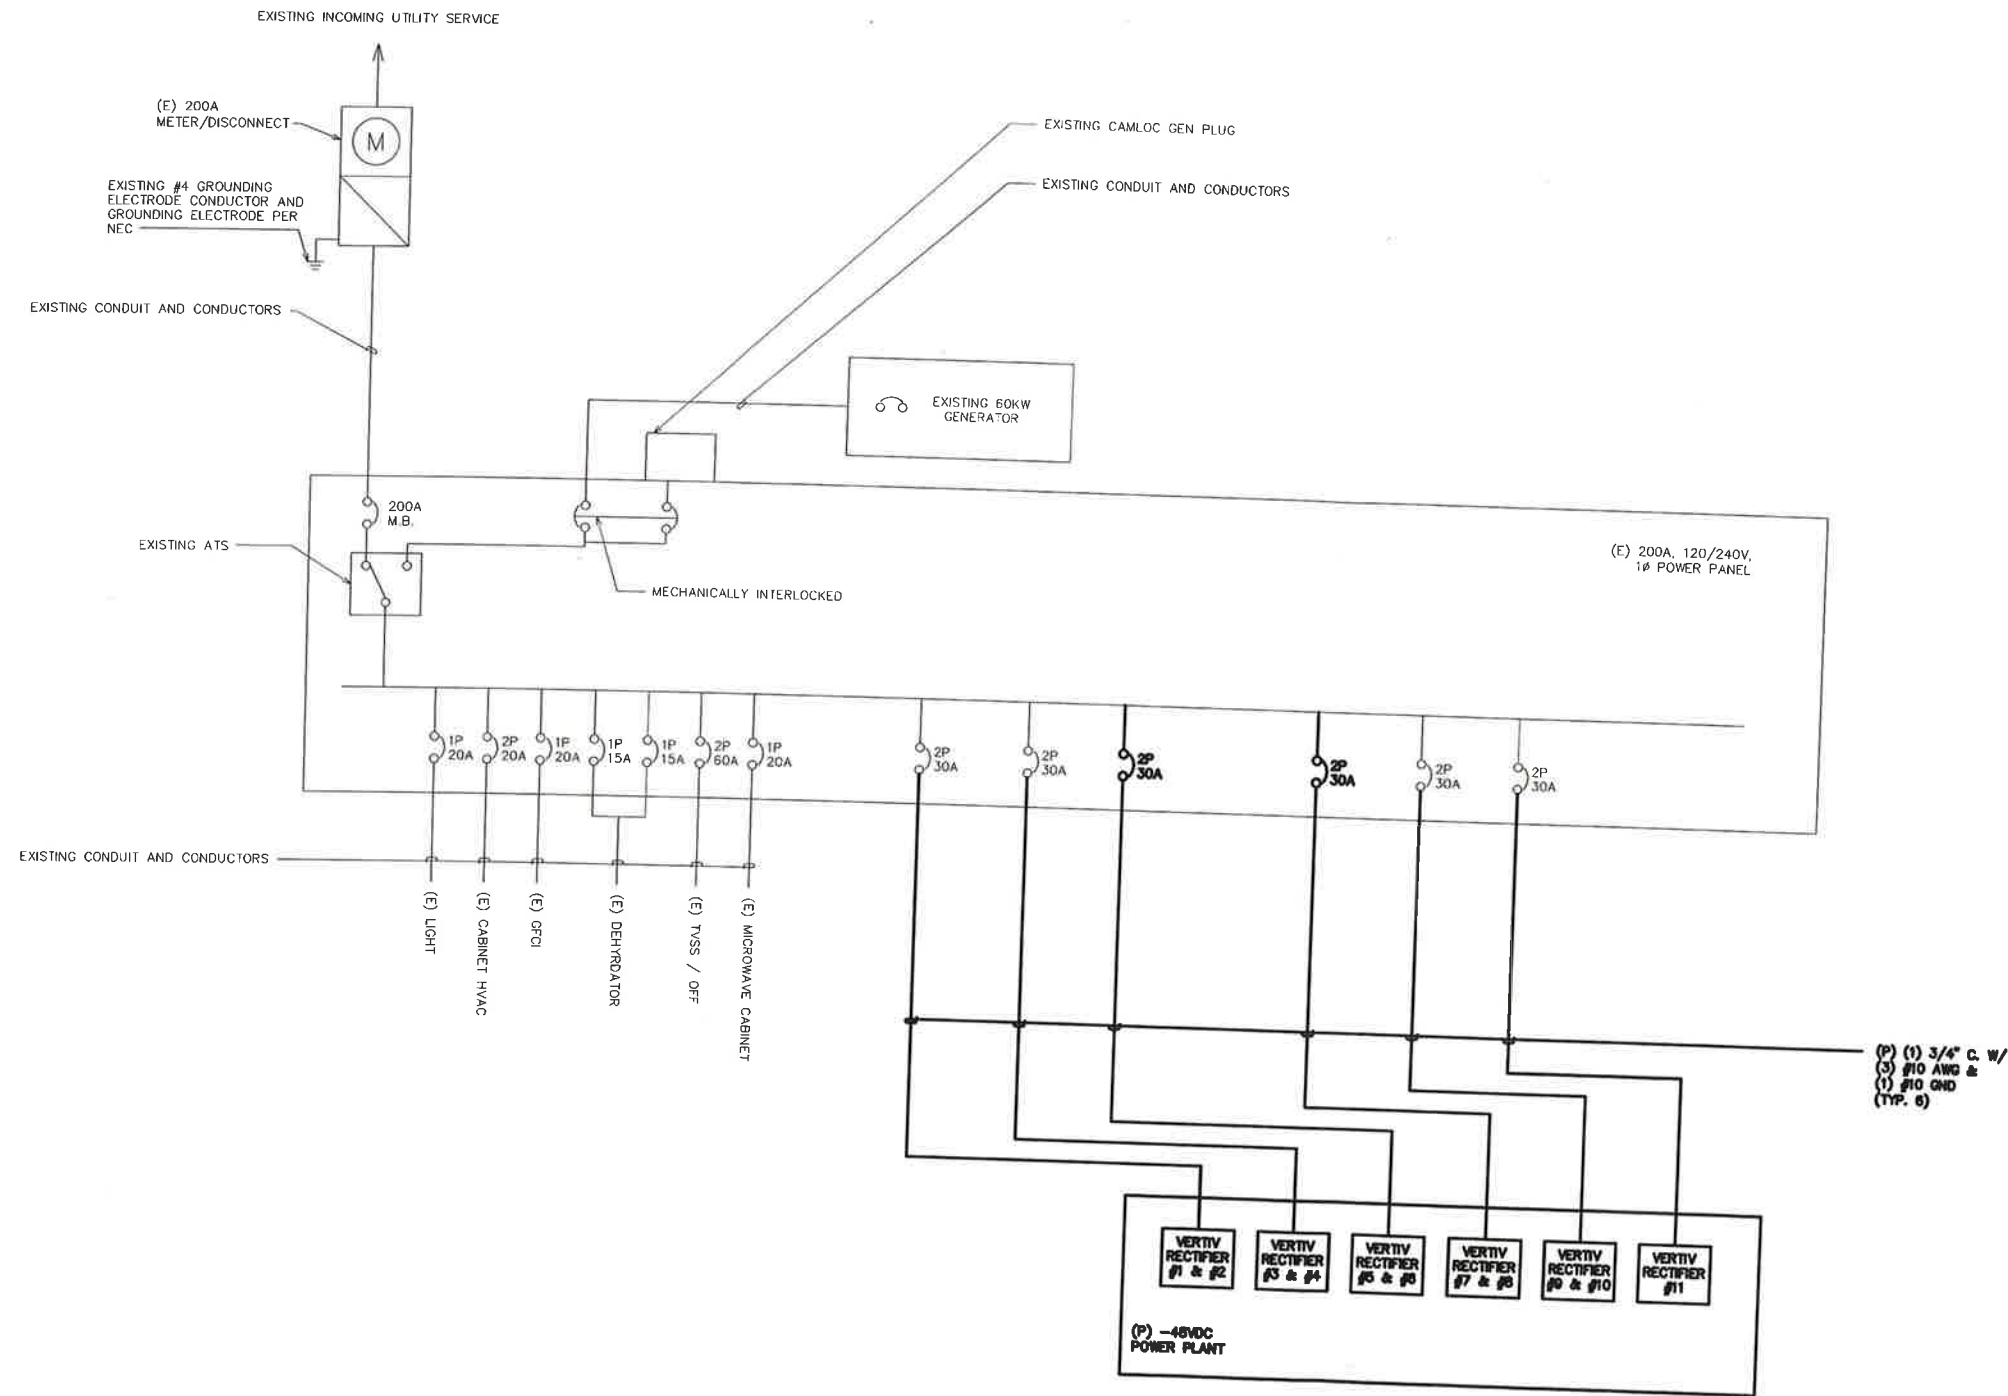 EXISTING INCOMING UTILITY SERVICE
(E) 200A
METER/DISCONNECT
M
EXISTING CAMLOC GEN PLUG
EXISTING #4 GROUNDING
ELECTRODE CONDUCTOR AND
GROUNDING ELECTRODE PER
NEC
EXISTING CONDUIT AND CONDUCTORS
EXISTING CONDUIT AND CONDUCTORS
EXISTING 60KW
GENERATOR
200A
M.B.
EXISTING ATS
MECHANICALLY INTERLOCKED
(E) 200A, 120/240V,
1ø POWER PANEL
1P
20A
2P
20A
1P
20A
1P
15A
1P
15A
2P
60A
1P
20A
2P
30A
2P
30A
2P
30A
2P
30A
2P
30A
2P
30A
EXISTING CONDUIT AND CONDUCTORS
(E) LIGHT
(E) CABINET HVAC
(E) GFCI
(E) DEHYRDATOR
(E) TVSS / OFF
(E) MICROWAVE CABINET
(P) (1) 3/4" C. W/
(3) #10 AWG &
(1) #10 GND
(TYP. 6)
VERTIV
RECTIFIER
#1 & #2
VERTIV
RECTIFIER
#3 & #4
VERTIV
RECTIFIER
#5 & #6
VERTIV
RECTIFIER
#7 & #8
VERTIV
RECTIFIER
#9 & #10
VERTIV
RECTIFIER
#11
(P) -48VDC
POWER PLANT